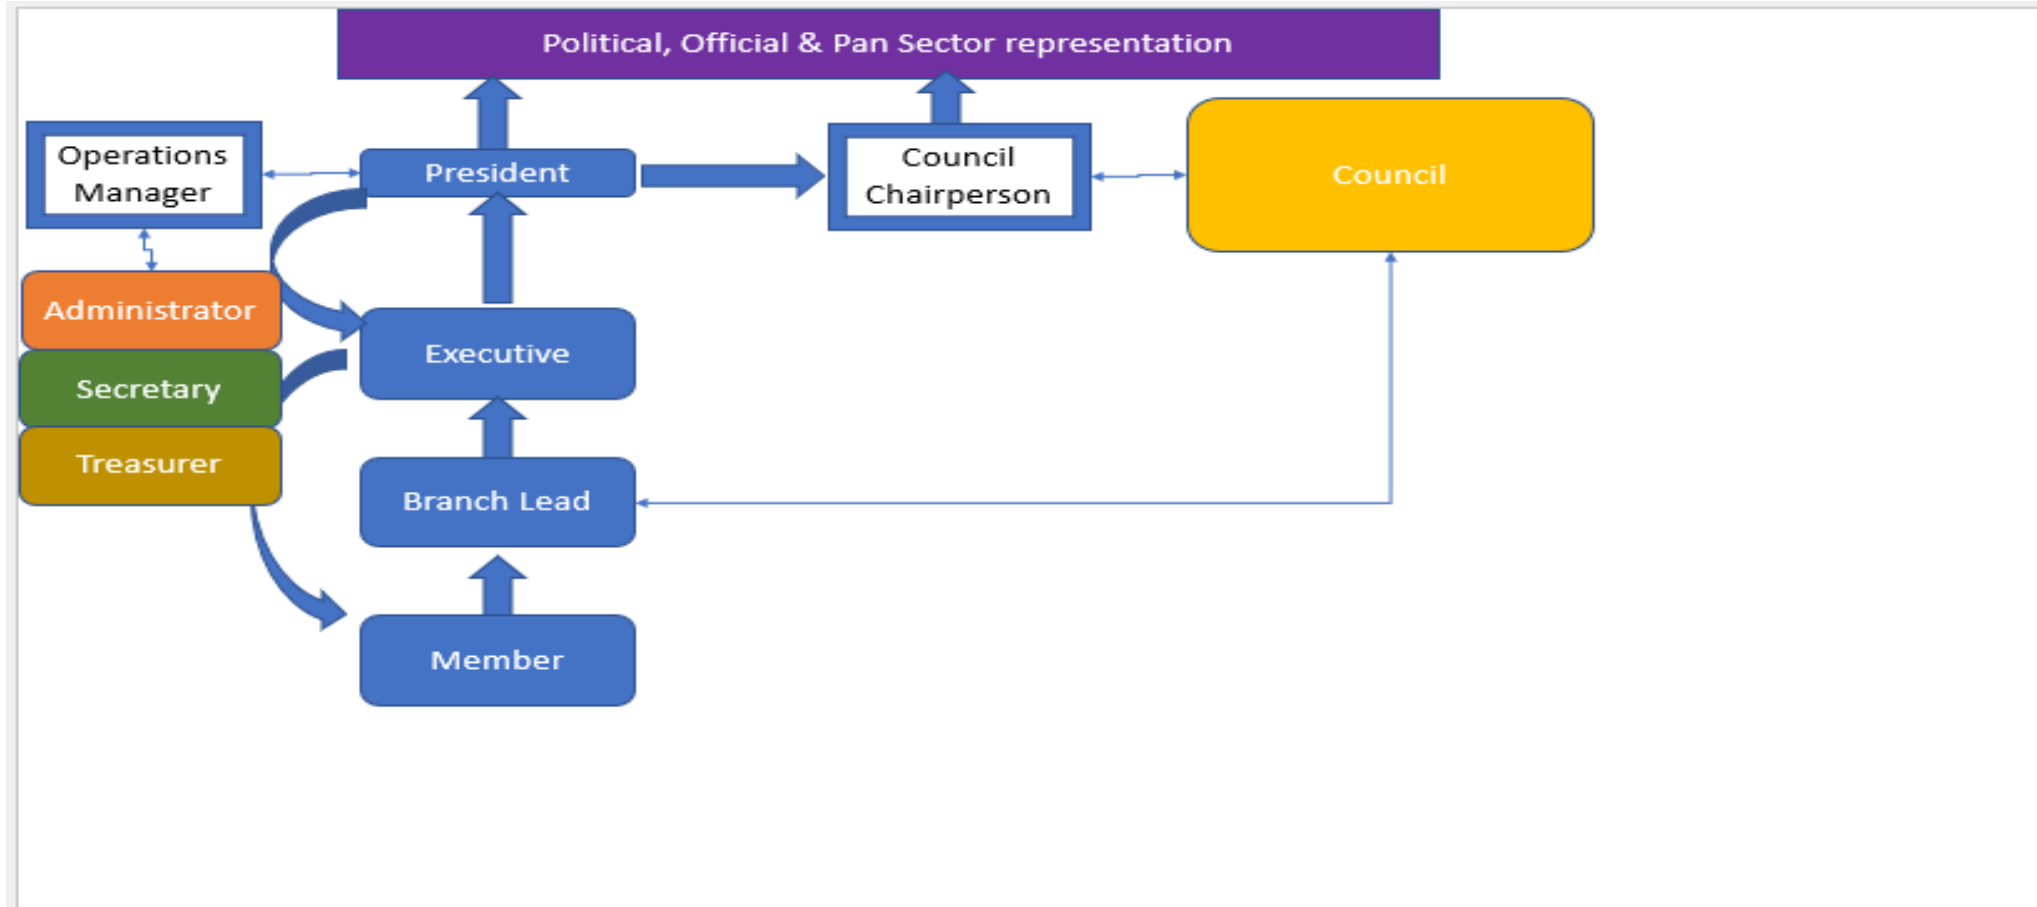 Political, Official & Pan Sector representation
Operations
Manager
President
Council
Chairperson
Council
Administrator
Executive
Secretary
Treasurer
Branch Lead
Member